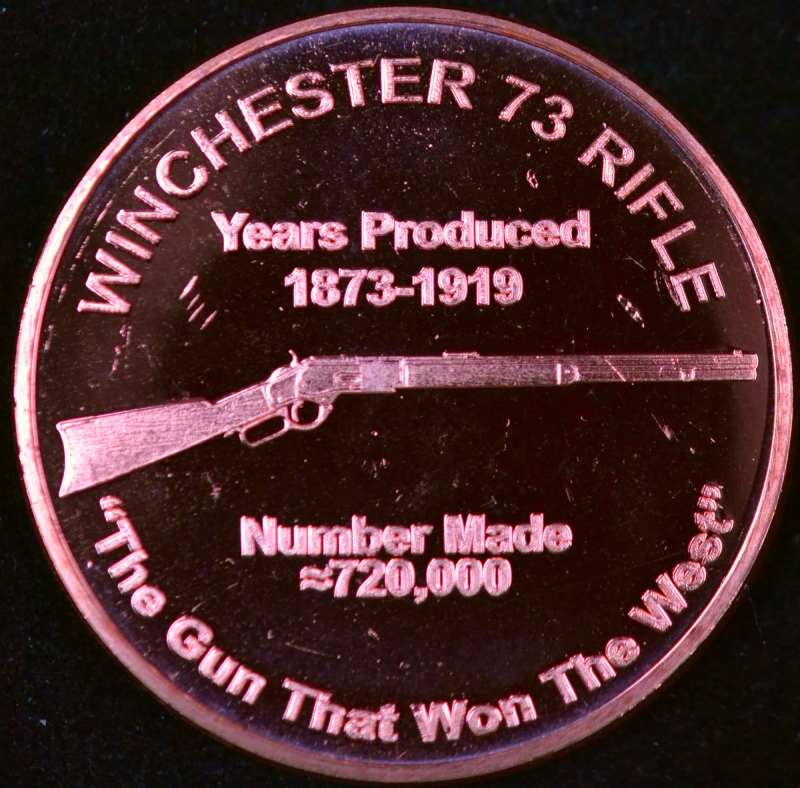 WINCHESTER 73 RIFLE
Years Produced
1873-1919
Number Made
≈720,000
"The Gun That Won The West"